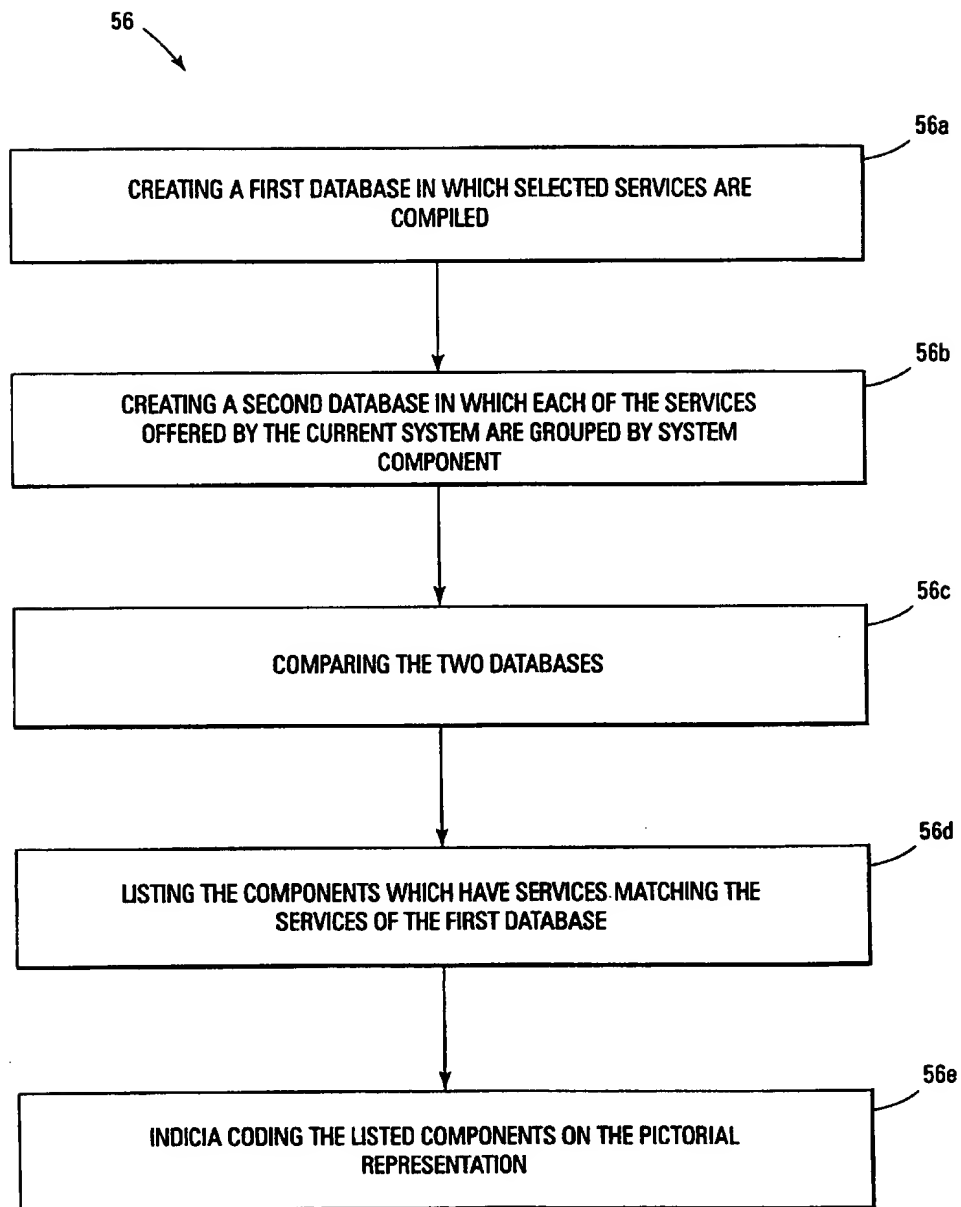 56
56a
CREATING A FIRST DATABASE IN WHICH SELECTED SERVICES ARE
COMPILED
56b
CREATING A SECOND DATABASE IN WHICH EACH OF THE SERVICES
OFFERED BY THE CURRENT SYSTEM ARE GROUPED BY SYSTEM
COMPONENT
56c
COMPARING THE TWO DATABASES
56d
LISTING THE COMPONENTS WHICH HAVE SERVICES MATCHING THE
SERVICES OF THE FIRST DATABASE
56e
INDICIA CODING THE LISTED COMPONENTS ON THE PICTORIAL
REPRESENTATION